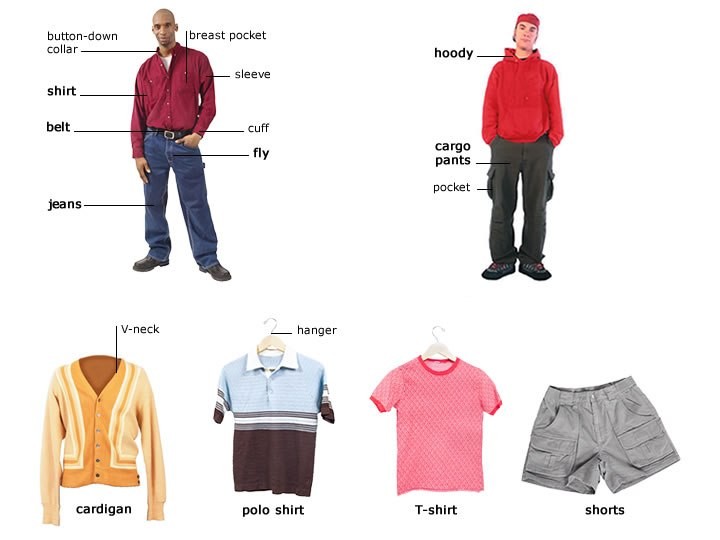 button-down
collar
breast pocket
sleeve
shirt
belt
cuff
fly
jeans
hoody
cargo
pants
pocket
V-neck
hanger
cardigan
polo shirt
T-shirt
shorts